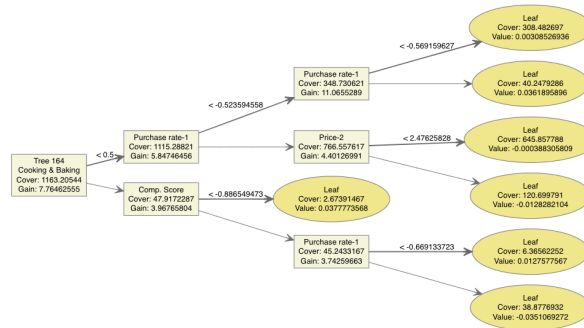 Leaf
Cover: 308.482697
Value: 0.00308526936
< -0.569159627
Purchase rate-1
Cover: 348.730621
Gain: 11.0655289
Leaf
Cover: 40.2479286
Value: 0.0361895896
< -0.523594558
Purchase rate-1
Cover: 1115.28821
Gain: 5.84746456
Price-2
Cover: 766.557617
Gain: 4.40126991
< 2.47625828
Leaf
Cover: 645.857788
Value: -0.000388305809
< 0.5
Tree 164
Cooking & Baking
Cover: 1163.20544
Gain: 7.76462555
Leaf
Cover: 120.699791
Value: -0.0128282104
Comp. Score
Cover: 47.9172287
Gain: 3.96765804
< -0.886549473
Leaf
Cover: 2.67391467
Value: 0.0377773568
Purchase rate-1
Cover: 45.2433167
Gain: 3.74259663
< -0.669133723
Leaf
Cover: 6.36562252
Value: 0.0127577567
Leaf
Cover: 38.8776932
Value: -0.0351069272